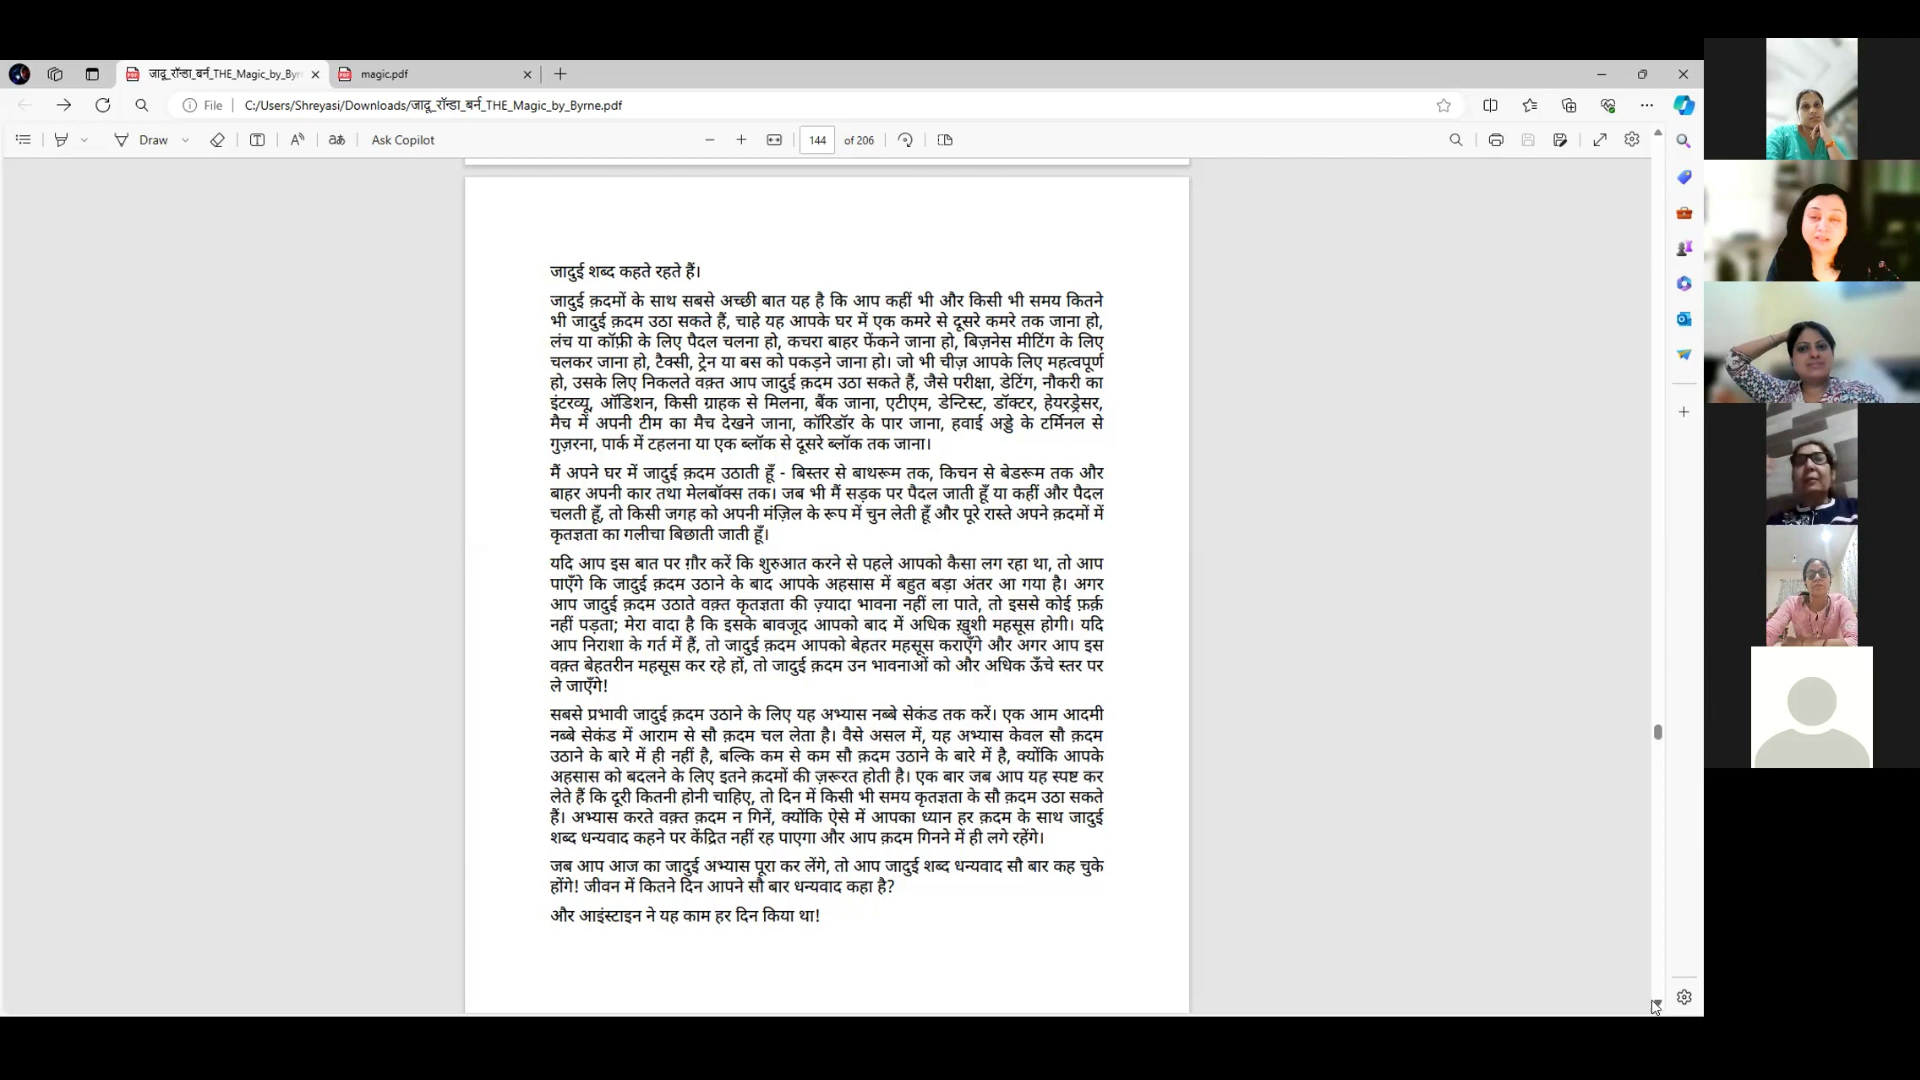 जादू_रॉन्डा_बर्न_THE_Magic_by_Byr
magic.pdf
File
C:/Users/Shreyasi/Downloads/जादू_रॉन्डा_बर्न_THE_Magic_by_Byrne.pdf
Draw
Ask Copilot
144 of 206
जादुई शब्द कहते रहते हैं।
जादुई क़दमों के साथ सबसे अच्छी बात यह है कि आप कहीं भी और किसी भी समय कितने
भी जादुई क़दम उठा सकते हैं, चाहे यह आपके घर में एक कमरे से दूसरे कमरे तक जाना हो,
लंच या कॉफ़ी के लिए पैदल चलना हो, कचरा बाहर फेंकने जाना हो, बिज़नेस मीटिंग के लिए
चलकर जाना हो, टैक्सी, ट्रेन या बस को पकड़ने जाना हो। जो भी चीज़ आपके लिए महत्वपूर्ण
हो, उसके लिए निकलते वक़्त आप जादुई क़दम उठा सकते हैं, जैसे परीक्षा, डेटिंग, नौकरी का
इंटरव्यू, ऑडिशन, किसी ग्राहक से मिलना, बैंक जाना, एटीएम, डेन्टिस्ट, डॉक्टर, हेयरड्रेसर,
मैच में अपनी टीम का मैच देखने जाना, कॉरिडॉर के पार जाना, हवाई अड्डे के टर्मिनल से
गुज़रना, पार्क में टहलना या एक ब्लॉक से दूसरे ब्लॉक तक जाना।
मैं अपने घर में जादुई क़दम उठाती हूँ - बिस्तर से बाथरूम तक, किचन से बेडरूम तक और
बाहर अपनी कार तथा मेलबॉक्स तक। जब भी मैं सड़क पर पैदल जाती हूँ या कहीं और पैदल
चलती हूँ, तो किसी जगह को अपनी मंज़िल के रूप में चुन लेती हूँ और पूरे रास्ते अपने क़दमों में
कृतज्ञता का गलीचा बिछाती जाती हूँ।
यदि आप इस बात पर ग़ौर करें कि शुरुआत करने से पहले आपको कैसा लग रहा था, तो आप
पाएँगे कि जादुई क़दम उठाने के बाद आपके अहसास में बहुत बड़ा अंतर आ गया है। अगर
आप जादुई क़दम उठाते वक़्त कृतज्ञता की ज़्यादा भावना नहीं ला पाते, तो इससे कोई फ़र्क़
नहीं पड़ता; मेरा वादा है कि इसके बावजूद आपको बाद में अधिक ख़ुशी महसूस होगी। यदि
आप निराशा के गर्त में हैं, तो जादुई क़दम आपको बेहतर महसूस कराएँगे और अगर आप इस
वक़्त बेहतरीन महसूस कर रहे हों, तो जादुई क़दम उन भावनाओं को और अधिक ऊँचे स्तर पर
ले जाएँगे!
सबसे प्रभावी जादुई क़दम उठाने के लिए यह अभ्यास नब्बे सेकंड तक करें। एक आम आदमी
नब्बे सेकंड में आराम से सौ क़दम चल लेता है। वैसे असल में, यह अभ्यास केवल सौ क़दम
उठाने के बारे में ही नहीं है, बल्कि कम से कम सौ क़दम उठाने के बारे में है, क्योंकि आपके
अहसास को बदलने के लिए इतने क़दमों की ज़रूरत होती है। एक बार जब आप यह स्पष्ट कर
लेते हैं कि दूरी कितनी होनी चाहिए, तो दिन में किसी भी समय कृतज्ञता के सौ क़दम उठा सकते
हैं। अभ्यास करते वक़्त क़दम न गिनें, क्योंकि ऐसे में आपका ध्यान हर क़दम के साथ जादुई
शब्द धन्यवाद कहने पर केंद्रित नहीं रह पाएगा और आप क़दम गिनने में ही लगे रहेंगे।
जब आप आज का जादुई अभ्यास पूरा कर लेंगे, तो आप जादुई शब्द धन्यवाद सौ बार कह चुके
होंगे! जीवन में कितने दिन आपने सौ बार धन्यवाद कहा है?
और आइंस्टाइन ने यह काम हर दिन किया था!